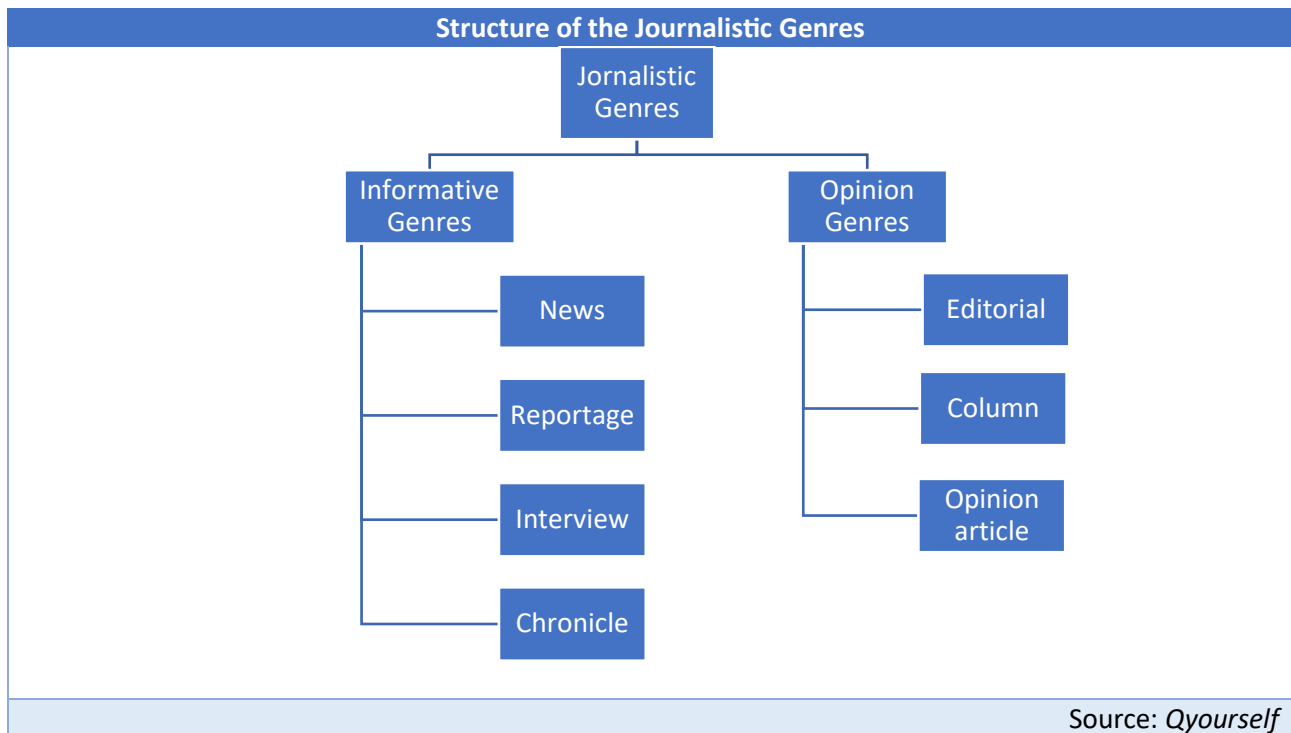 Structure of the Journalistic Genres
Jornalistic
Genres
Informative
Genres
News
Reportage
Interview
Chronicle
Opinion
Genres
Editorial
Column
Opinion
article
Source: Qyourself